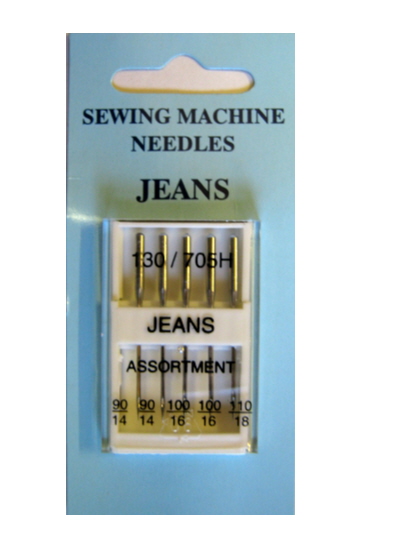 SEWING MACHINE
NEEDLES
JEANS
130 / 705H
JEANS
ASSORTMENT
90 90 100 100 110
14 14 16 16 18